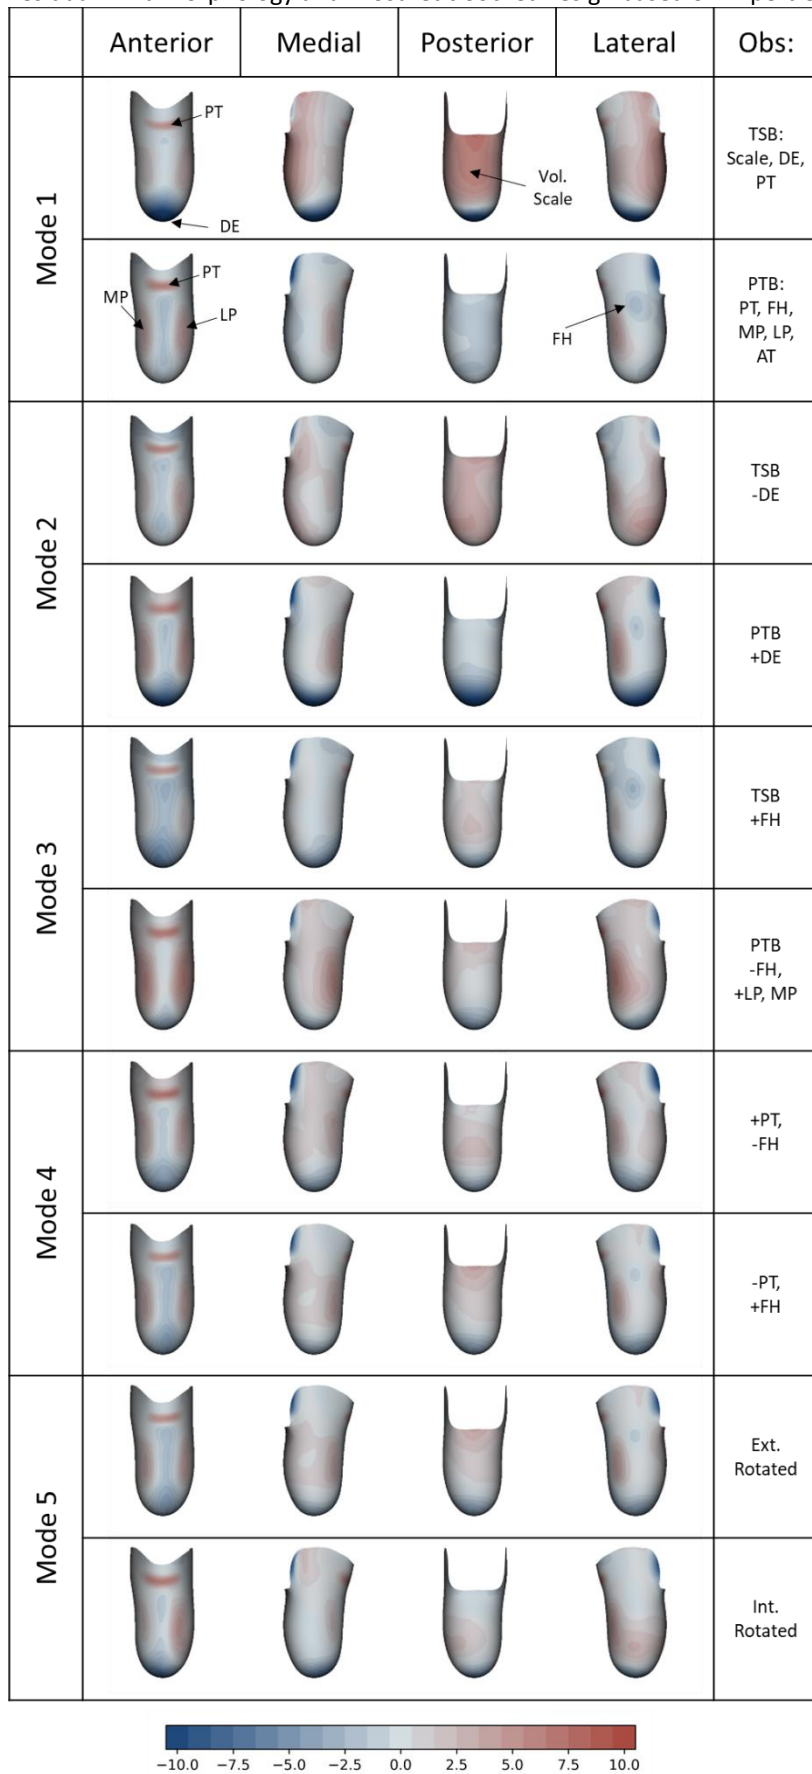 Anterior Medial Posterior Lateral Obs:
Mode 1
PT
DE
Vol.
Scale
TSB:
Scale, DE,
PT
MP
PT
LP
FH
PTB:
PT, FH,
MP, LP,
AT
Mode 2
TSB
-DE
PTB
+DE
Mode 3
TSB
+FH
PTB
-FH,
+LP, MP
Mode 4
+PT,
-FH
-PT,
+FH
Mode 5
Ext.
Rotated
Int.
Rotated
−10.0 −7.5 −5.0 −2.5 0.0 2.5 5.0 7.5 10.0